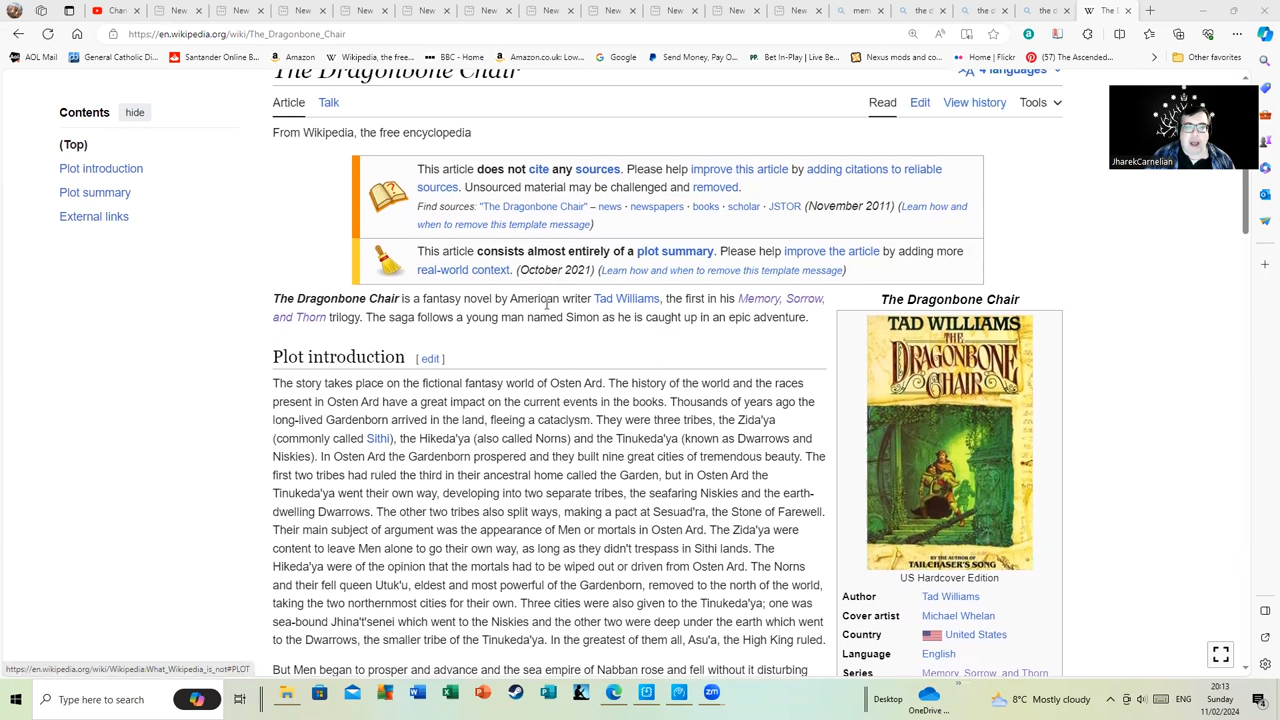 Chan
New
New
New
New
New
New
New
New
New
New
New
mem
the d
the c
the d
The D
https://en.wikipedia.org/wiki/The_Dragonbone_Chair
AOL Mail
General Catholic Di...
Santander Online B...
Amazon
Wikipedia, the free...
BBC - Home
Amazon.co.uk: Low...
Google
Send Money, Pay O...
Bet In-Play | Live Be...
Nexus mods and co...
Home | Flickr
(57) The Ascended...
Other favorites
The Dragonbone Chair
4 languages
Contents hide
(Top)
Plot introduction
Plot summary
External links
Article Talk
Read Edit View history Tools
From Wikipedia, the free encyclopedia
This article does not cite any sources. Please help improve this article by adding citations to reliable
sources. Unsourced material may be challenged and removed.
Find sources: "The Dragonbone Chair" – news · newspapers · books · scholar · JSTOR (November 2011) (Learn how and
when to remove this template message)
This article consists almost entirely of a plot summary. Please help improve the article by adding more
real-world context. (October 2021) (Learn how and when to remove this template message)
The Dragonbone Chair is a fantasy novel by American writer Tad Williams, the first in his Memory, Sorrow,
and Thorn trilogy. The saga follows a young man named Simon as he is caught up in an epic adventure.
Plot introduction [ edit ]
The story takes place on the fictional fantasy world of Osten Ard. The history of the world and the races
present in Osten Ard have a great impact on the current events in the books. Thousands of years ago the
long-lived Gardenborn arrived in the land, fleeing a cataclysm. They were three tribes, the Zida'ya
(commonly called Sithi), the Hikeda'ya (also called Norns) and the Tinukeda'ya (known as Dwarrows and
Niskies). In Osten Ard the Gardenborn prospered and they built nine great cities of tremendous beauty. The
first two tribes had ruled the third in their ancestral home called the Garden, but in Osten Ard the
Tinukeda'ya went their own way, developing into two separate tribes, the seafaring Niskies and the earth-
dwelling Dwarrows. The other two tribes also split ways, making a pact at Sesuad'ra, the Stone of Farewell.
Their main subject of argument was the appearance of Men or mortals in Osten Ard. The Zida'ya were
content to leave Men alone to go their own way, as long as they didn't trespass in Sithi lands. The
Hikeda'ya were of the opinion that the mortals had to be wiped out or driven from Osten Ard. The Norns
and their fell queen Utuk'u, eldest and most powerful of the Gardenborn, removed to the north of the world,
taking the two northernmost cities for their own. Three cities were also given to the Tinukeda'ya; one was
sea-bound Jhina't'senei which went to the Niskies and the other two were deep under the earth which went
to the Dwarrows, the smaller tribe of the Tinukeda'ya. In the greatest of them all, Asu'a, the High King ruled.
But Men began to prosper and advance and the sea empire of Nabban rose and fell without it disturbing
The Dragonbone Chair
TAD WILLIAMS
THE
DRAGONBONE
CHAIR
BY THE AUTHOR OF
TAILCHASER'S SONG
US Hardcover Edition
Author Tad Williams
Cover artist Michael Whelan
Country United States
Language English
Series Memory, Sorrow, and Thorn
JharekCarnelian
https://en.wikipedia.org/wiki/Wikipedia:What_Wikipedia_is_not#PLOT
Type here to search
Desktop
OneDrive ...
8°C Mostly cloudy
ENG
20:13
Sunday
11/02/2024